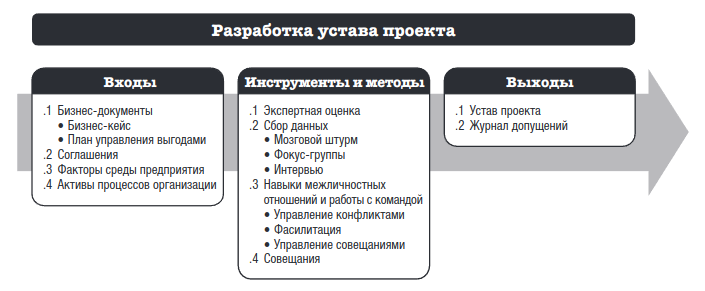 Разработка устава проекта
Входы
.1 Бизнес-документы
• Бизнес-кейс
• План управления выгодами
.2 Соглашения
.3 Факторы среды предприятия
.4 Активы процессов организации
Инструменты и методы
.1 Экспертная оценка
.2 Сбор данных
• Мозговой штурм
• Фокус-группы
• Интервью
.3 Навыки межличностных
отношений и работы с командой
• Управление конфликтами
• Фасилитация
• Управление совещаниями
.4 Совещания
Выходы
.1 Устав проекта
.2 Журнал допущений